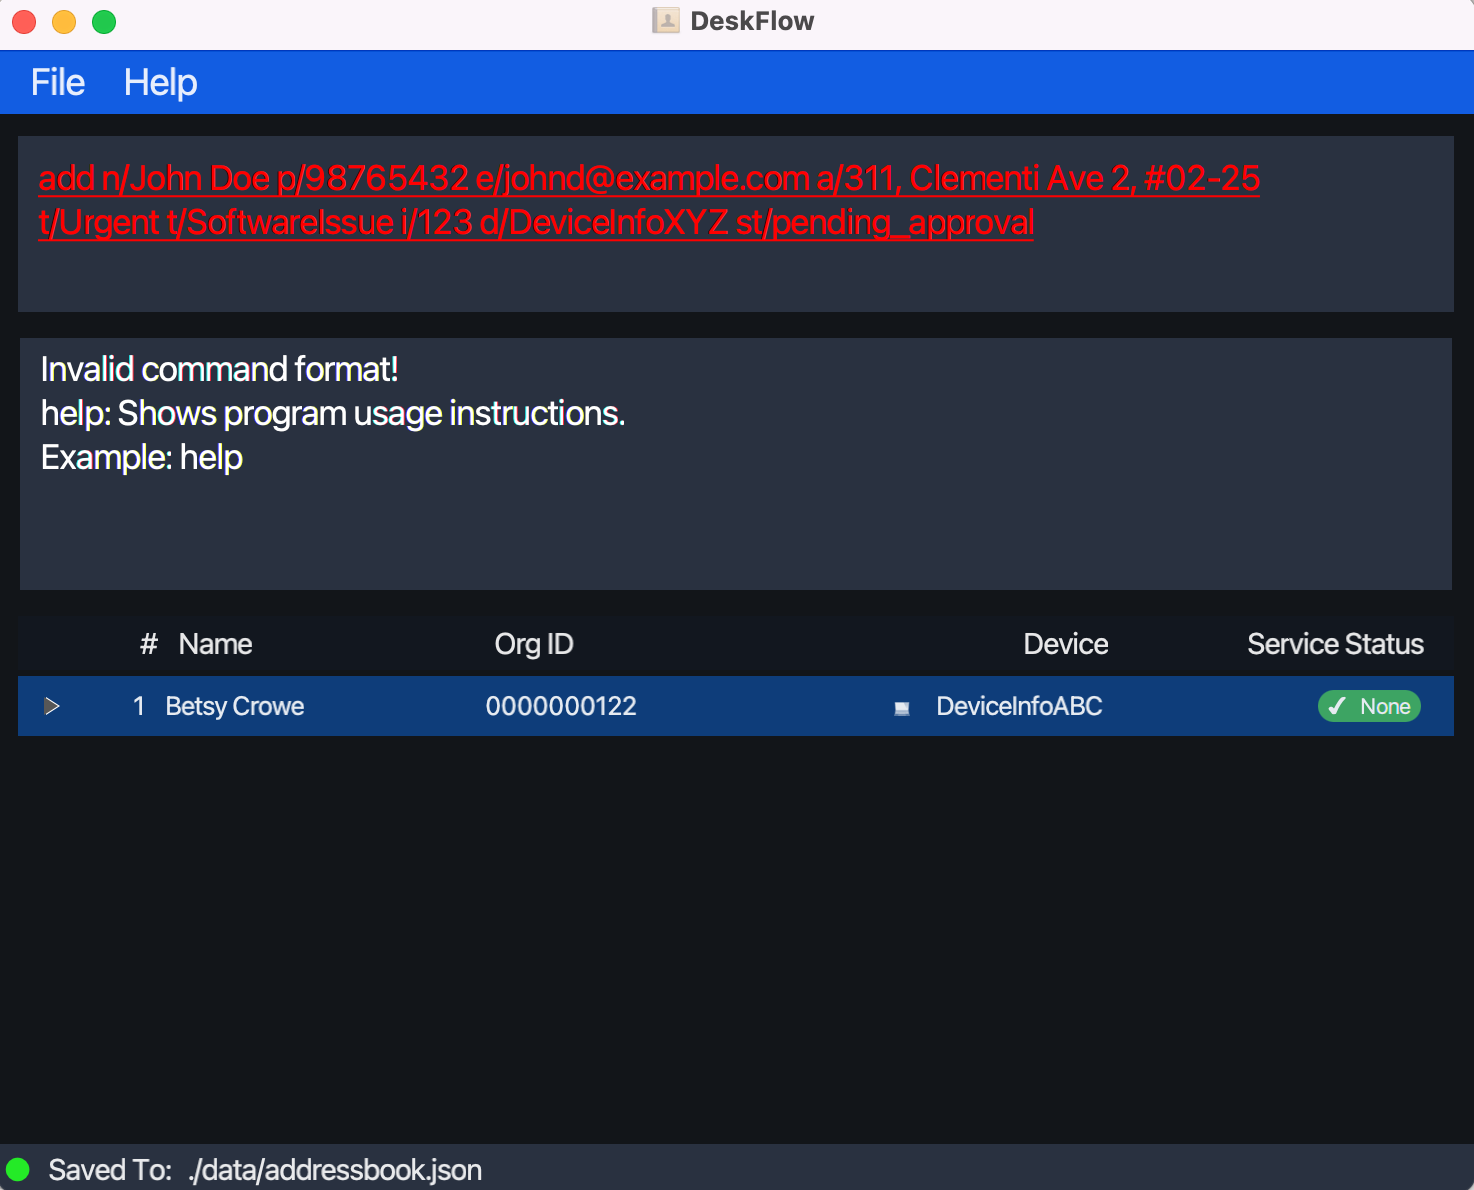 DeskFlow
File Help
add n/John Doe p/98765432 e/johnd@example.com a/311, Clementi Ave 2, #02-25
t/Urgent t/SoftwareIssue i/123 d/DeviceInfoXYZ st/pending_approval
Invalid command format!
help: Shows program usage instructions.
Example: help
# Name Org ID Device Service Status
1 Betsy Crowe 0000000122 DeviceInfoABC ✓ None
Saved To: ./data/addressbook.json